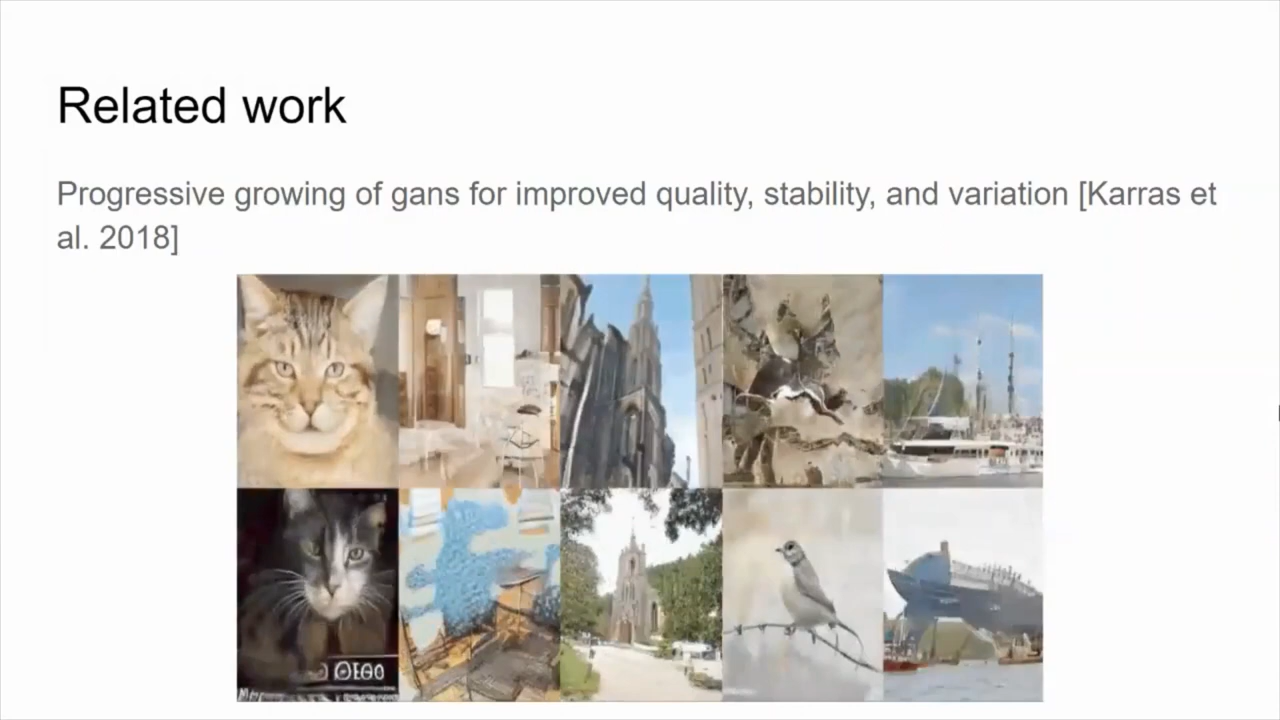 Related work
Progressive growing of gans for improved quality, stability, and variation [Karras et
al. 2018]